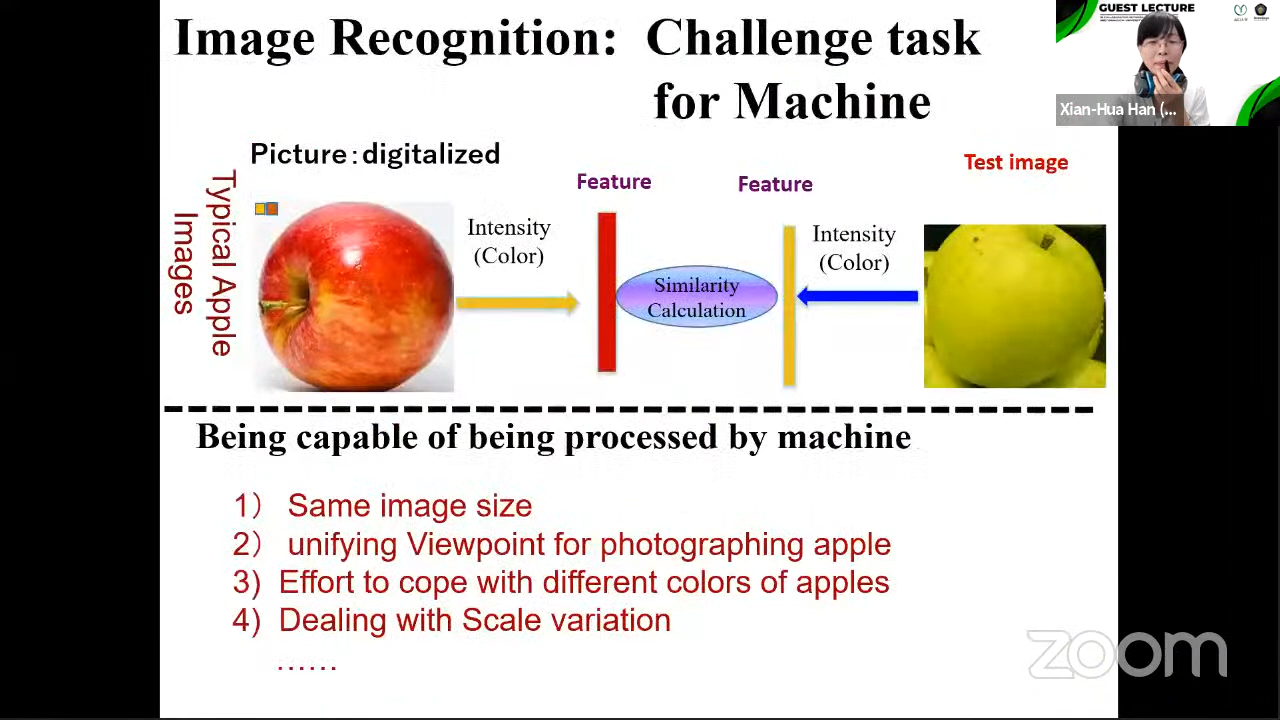 Image Recognition: Challenge task
for Machine
GUEST LECTURE
Xian-Hua Han (...
Picture：digitalized
Typical Apple
Images
Feature
Feature
Test image
Intensity
(Color)
Similarity
Calculation
Intensity
(Color)
Being capable of being processed by machine
1） Same image size
2） unifying Viewpoint for photographing apple
3) Effort to cope with different colors of apples
4) Dealing with Scale variation
……
zoom